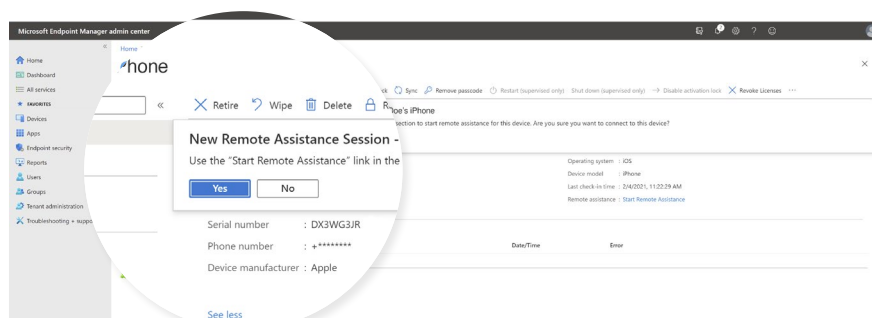 Microsoft Endpoint Manager admin center
Home
Dashboard
All services
FAVORITES
Devices
Apps
Endpoint security
Reports
Users
Groups
Tenant administration
Troubleshooting + suppo
Home
Phone
Retire Wipe Delete
Sync Remove passcode Restart (supervised only) Shut down (supervised only) Disable activation lock Revoke Licenses
oe's iPhone
section to start remote assistance for this device. Are you sure you want to connect to this device?
New Remote Assistance Session -
Use the "Start Remote Assistance" link in the
Yes No
Operating system : iOS
Device model : iPhone
Last check-in time : 2/4/2021, 11:22:29 AM
Remote assistance : Start Remote Assistance
Serial number : DX3WG3JR
Phone number : +********
Device manufacturer : Apple
See less
Date/Time Error